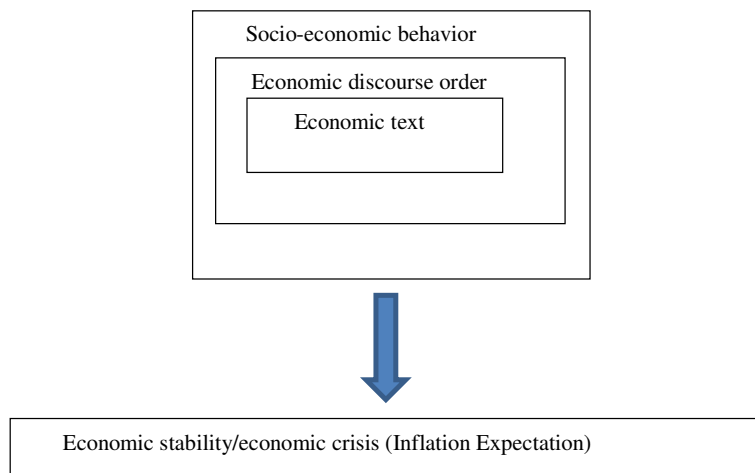 Socio-economic behavior
Economic discourse order
Economic text
Economic stability/economic crisis (Inflation Expectation)